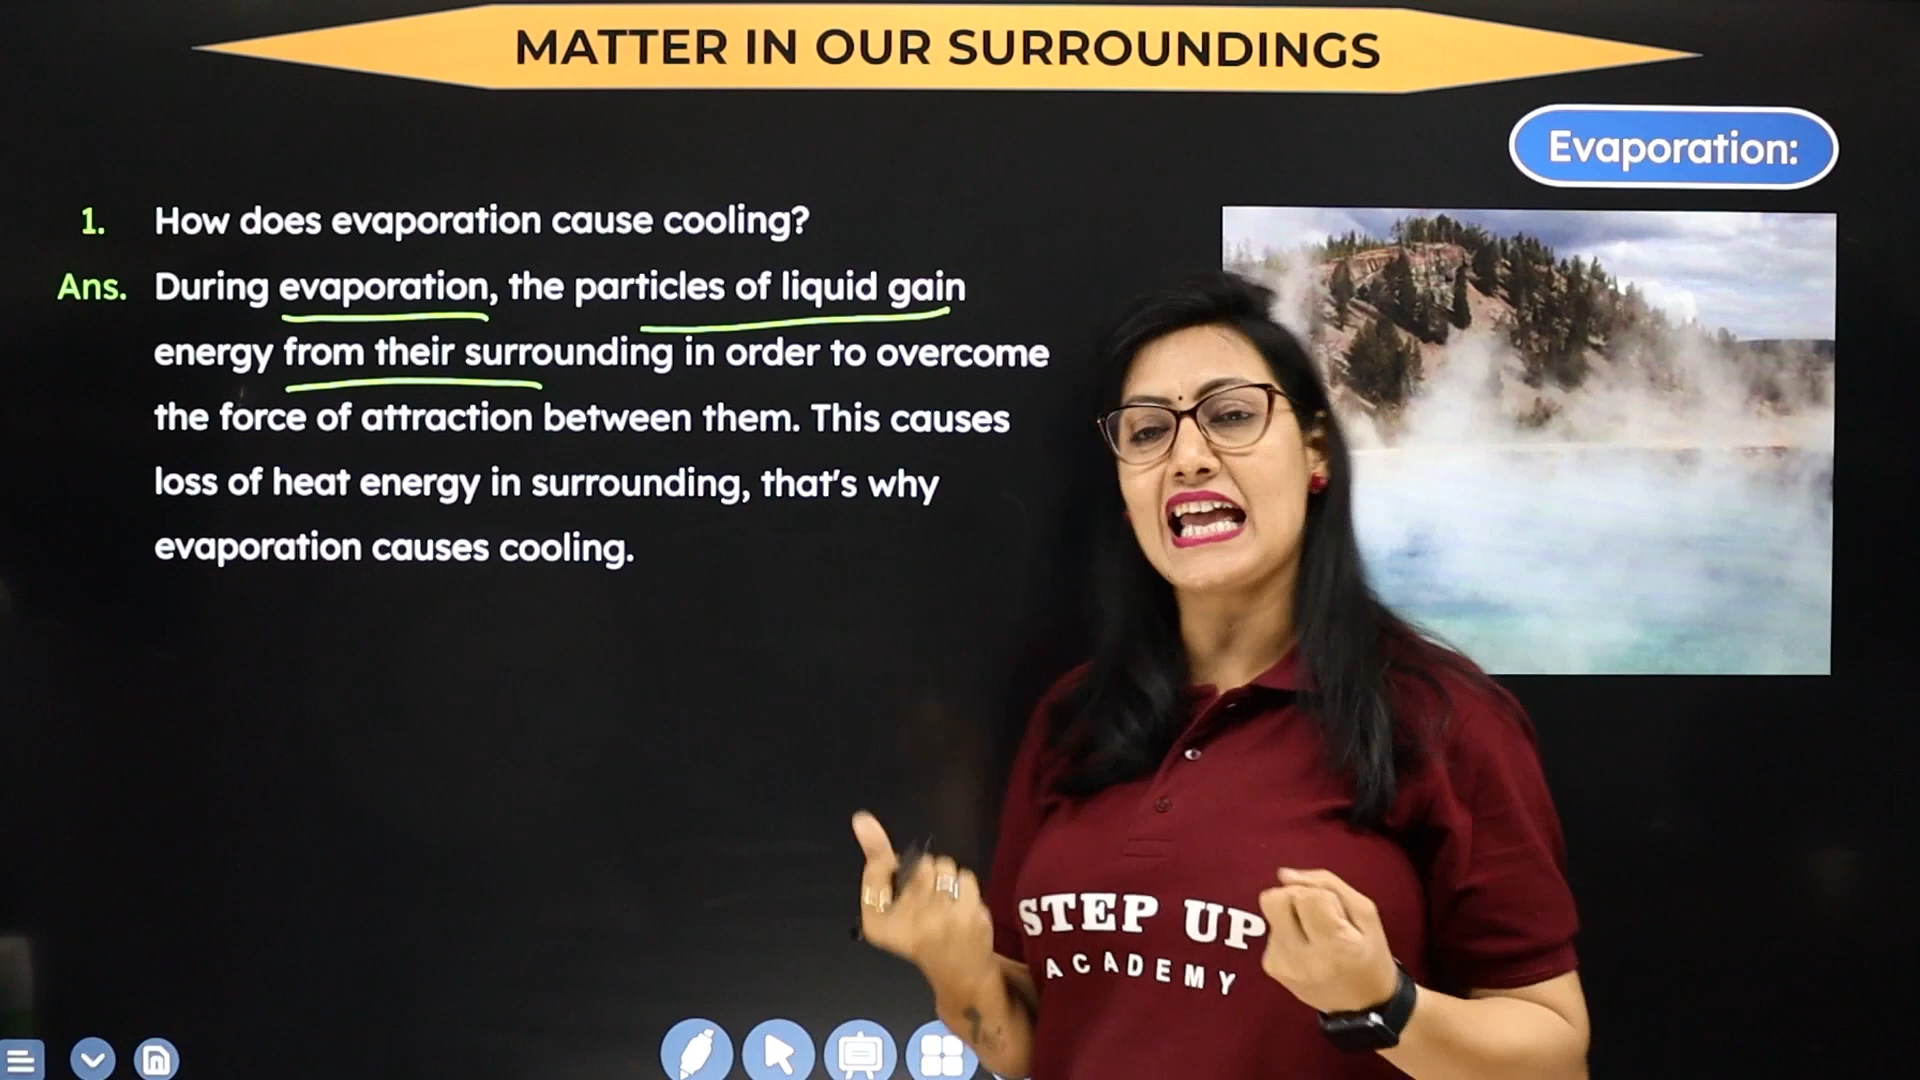 MATTER IN OUR SURROUNDINGS
Evaporation:
1. How does evaporation cause cooling?
Ans. During evaporation, the particles of liquid gain
energy from their surrounding in order to overcome
the force of attraction between them. This causes
loss of heat energy in surrounding, that's why
evaporation causes cooling.
STEP UP
ACADEMY